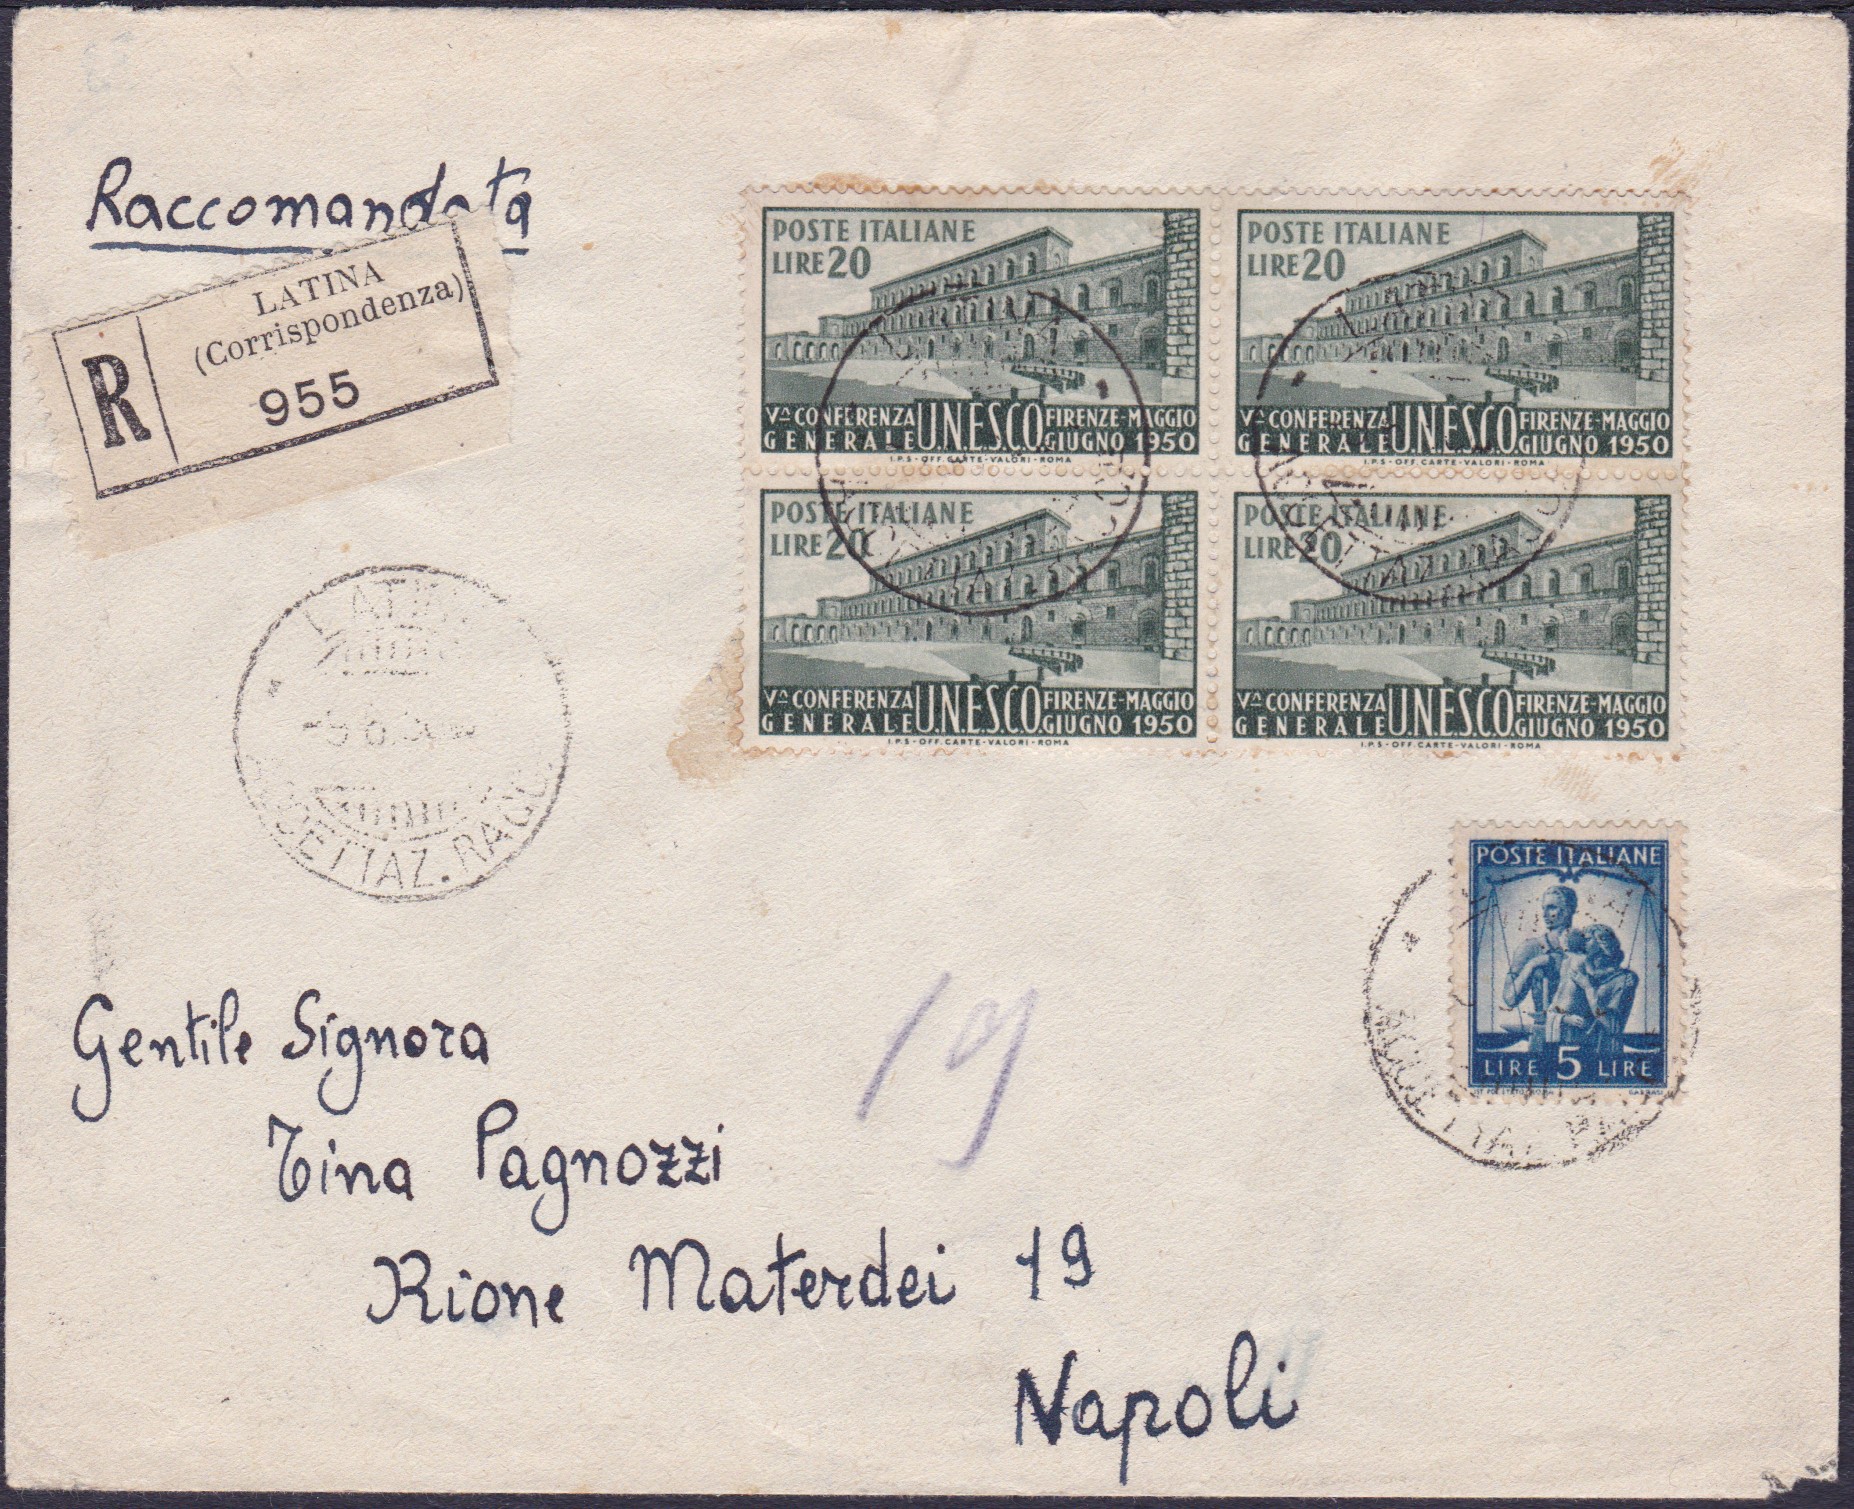 Raccomandata
LATINA
(Corrispondenza)
R
955
POSTE ITALIANE
LIRE 20
Vª CONFERENZA GENERALE U.N.E.S.C.O. FIRENZE-MAGGIO GIUGNO 1950
I.P.S-OFF.CARTE-VALORI-ROMA
POSTE ITALIANE
LIRE 20
Vª CONFERENZA GENERALE U.N.E.S.C.O. FIRENZE-MAGGIO GIUGNO 1950
I.P.S-OFF.CARTE-VALORI-ROMA
POSTE ITALIANE
LIRE 20
Vª CONFERENZA GENERALE U.N.E.S.C.O. FIRENZE-MAGGIO GIUGNO 1950
I.P.S-OFF.CARTE-VALORI-ROMA
POSTE ITALIANE
LIRE 20
Vª CONFERENZA GENERALE U.N.E.S.C.O. FIRENZE-MAGGIO GIUGNO 1950
I.P.S-OFF.CARTE-VALORI-ROMA
LATINA
POSTE ITALIANE
LIRE 5 LIRE
19
Gentile Signora
Tina Pagnozzi
Rione Materdei 19
Napoli